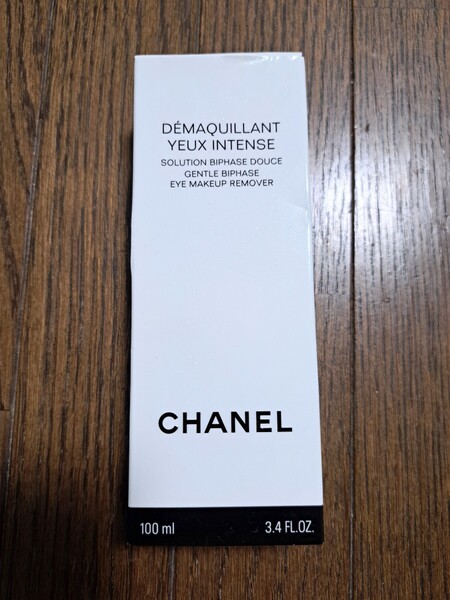 DÉMAQUILLANT
YEUX INTENSE
SOLUTION BIPHASE DOUCE
GENTLE BIPHASE
EYE MAKEUP REMOVER
CHANEL
100 ml 3.4 FL.OZ.